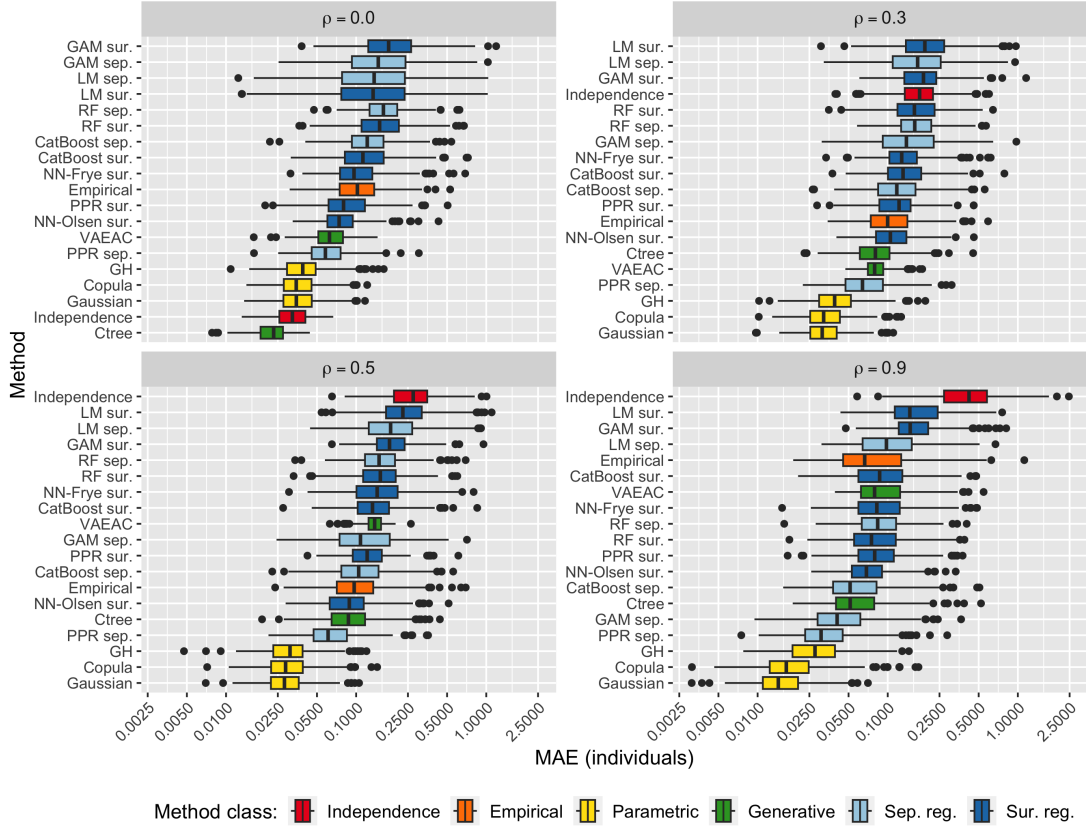 ρ = 0.0
GAM sur.
GAM sep.
LM sep.
LM sur.
RF sep.
RF sur.
CatBoost sep.
CatBoost sur.
NN-Frye sur.
Empirical
PPR sur.
NN-Olsen sur.
VAEAC
PPR sep.
GH
Copula
Gaussian
Independence
Ctree
ρ = 0.3
LM sur.
LM sep.
GAM sur.
Independence
RF sur.
RF sep.
GAM sep.
NN-Frye sur.
CatBoost sur.
CatBoost sep.
PPR sur.
Empirical
NN-Olsen sur.
Ctree
VAEAC
PPR sep.
GH
Copula
Gaussian
Method
ρ = 0.5
Independence
LM sur.
LM sep.
GAM sur.
RF sep.
RF sur.
NN-Frye sur.
CatBoost sur.
VAEAC
GAM sep.
PPR sur.
CatBoost sep.
Empirical
NN-Olsen sur.
Ctree
PPR sep.
GH
Copula
Gaussian
0.0025 0.0050 0.0100 0.0250 0.0500 0.1000 0.2500 0.5000 1.0000 2.5000
ρ = 0.9
Independence
LM sur.
GAM sur.
LM sep.
Empirical
CatBoost sur.
VAEAC
NN-Frye sur.
RF sep.
RF sur.
PPR sur.
NN-Olsen sur.
CatBoost sep.
Ctree
GAM sep.
PPR sep.
GH
Copula
Gaussian
0.0025 0.0050 0.0100 0.0250 0.0500 0.1000 0.2500 0.5000 1.0000 2.5000
MAE (individuals)
Method class: Independence Empirical Parametric Generative Sep. reg. Sur. reg.